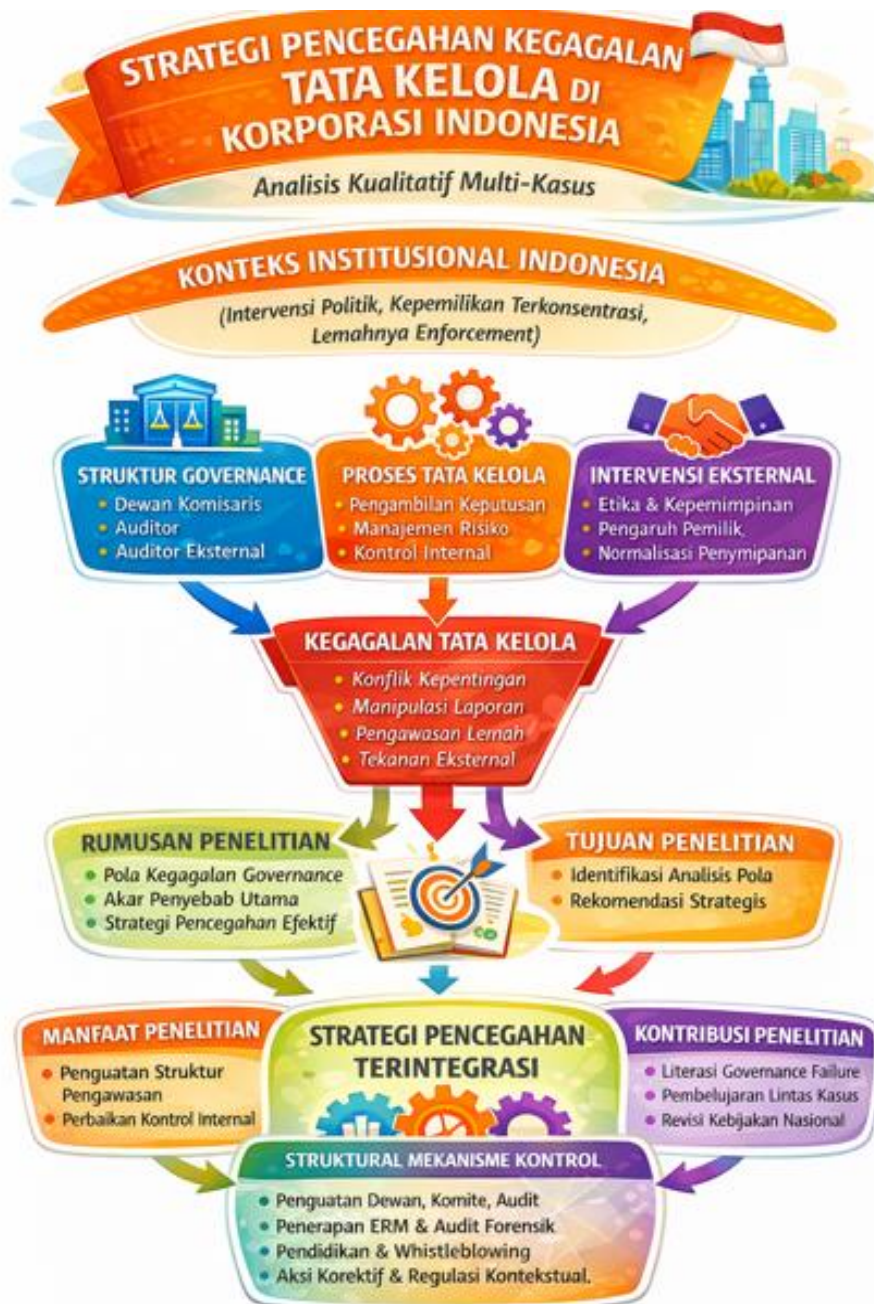 STRATEGI PENCEGAHAN KEGAGALAN
TATA KELOLA DI
KORPORASI INDONESIA
Analisis Kualitatif Multi-Kasus
KONTEKS INSTITUSIONAL INDONESIA
(Intervensi Politik, Kepemilikan Terkonsentrasi,
Lemahnya Enforcement)
STRUKTUR GOVERNANCE
• Dewan Komisaris
• Auditor
• Auditor Eksternal
PROSES TATA KELOLA
• Pengambilan Keputusan
• Manajemen Risiko
• Kontrol Internal
INTERVENSI EKSTERNAL
• Etika & Kepemimpinan
• Pengaruh Pemilik,
• Normalisasi Penymipanan
KEGAGALAN TATA KELOLA
• Konflik Kepentingan
• Manipulasi Laporan
• Pengawasan Lemah
• Tekanan Eksternal
RUMUSAN PENELITIAN
• Pola Kegagalan Governance
• Akar Penyebab Utama
• Strategi Pencegahan Efektif
TUJUAN PENELITIAN
• Identifikasi Analisis Pola
• Rekomendasi Strategis
MANFAAT PENELITIAN
• Penguatan Struktur
Pengawasan
• Perbaikan Kontrol Internal
STRATEGI PENCEGAHAN
TERINTEGRASI
KONTRIBUSI PENELITIAN
• Literasi Governance Failure
• Pembelujaran Lintas Kasus
• Revisi Kebijakan Nasional
STRUKTURAL MEKANISME KONTROL
• Penguatan Dewan, Komite, Audit
• Penerapan ERM & Audit Forensik
• Pendidikan & Whistleblowing
• Aksi Korektif & Regulasi Kontekstual.